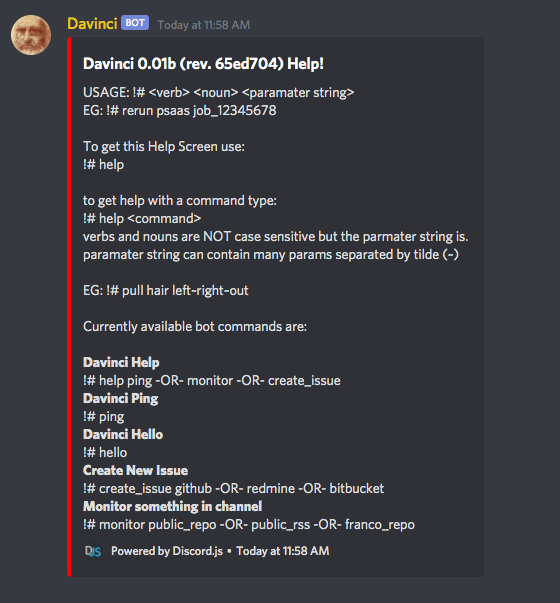 Davinci BOT Today at 11:58 AM
Davinci 0.01b (rev. 65ed704) Help!
USAGE: !# <verb> <noun> <paramater string>
EG: !# rerun psaas job_12345678
To get this Help Screen use:
!# help
to get help with a command type:
!# help <command>
verbs and nouns are NOT case sensitive but the parmater string is.
paramater string can contain many params separated by tilde (~)
EG: !# pull hair left~right~out
Currently available bot commands are:
Davinci Help
!# help ping -OR- monitor -OR- create_issue
Davinci Ping
!# ping
Davinci Hello
!# hello
Create New Issue
!# create_issue github -OR- redmine -OR- bitbucket
Monitor something in channel
!# monitor public_repo -OR- public_rss -OR- franco_repo
DJS Powered by Discord.js • Today at 11:58 AM